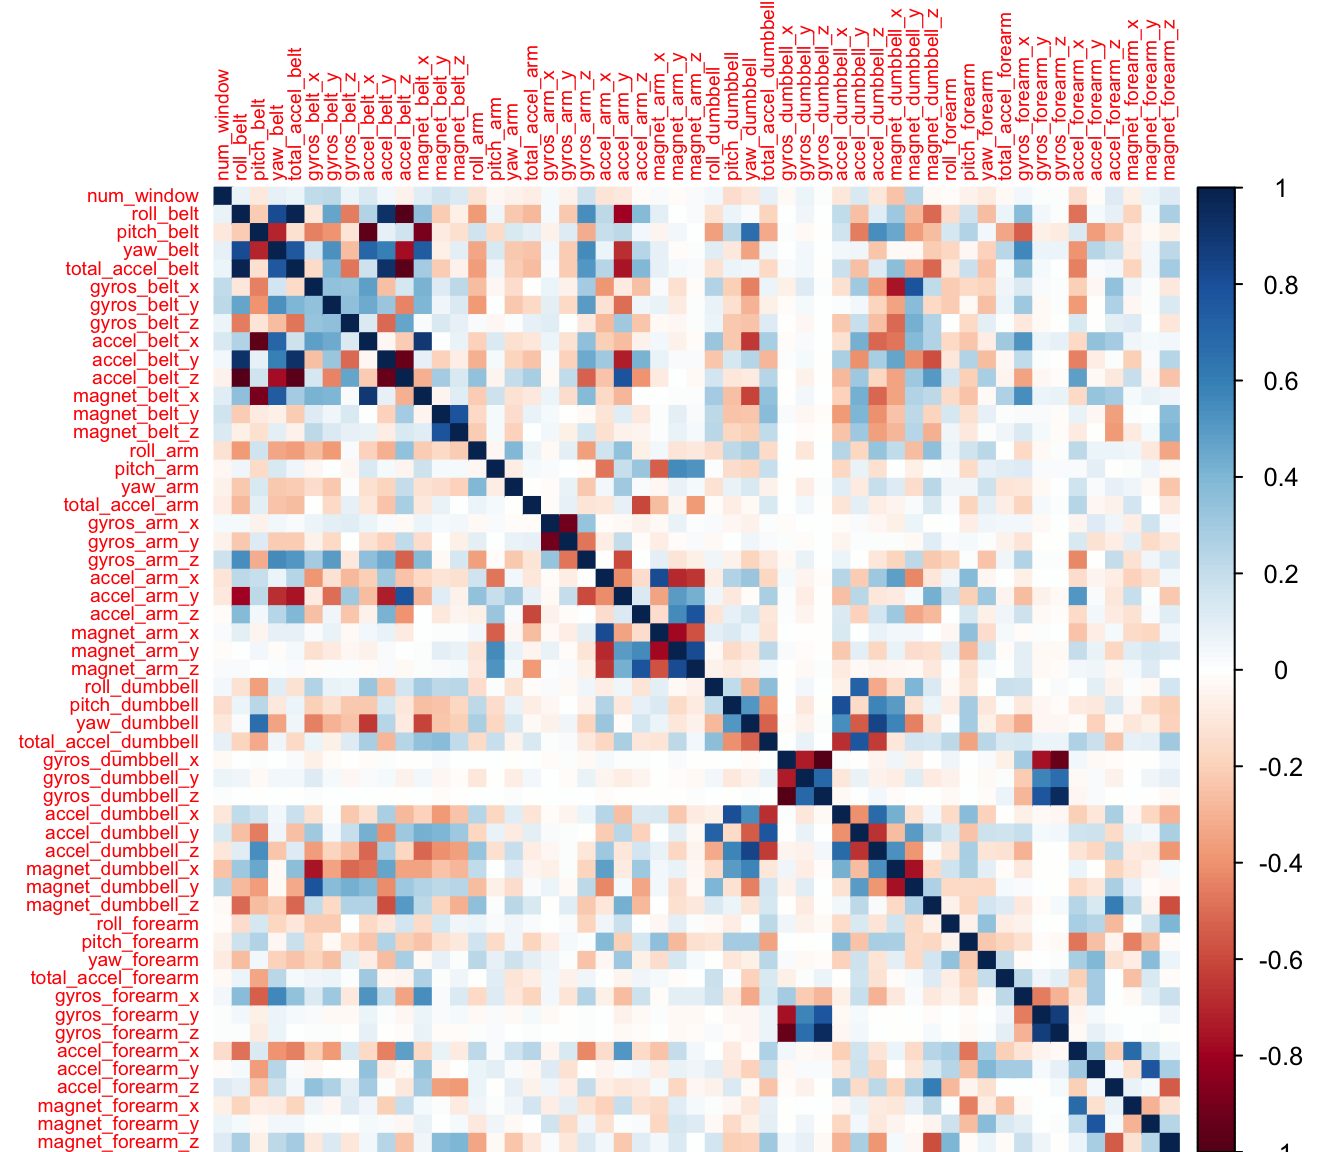 num_window
roll_belt
pitch_belt
yaw_belt
total_accel_belt
gyros_belt_x
gyros_belt_y
gyros_belt_z
accel_belt_x
accel_belt_y
accel_belt_z
magnet_belt_x
magnet_belt_y
magnet_belt_z
roll_arm
pitch_arm
yaw_arm
total_accel_arm
gyros_arm_x
gyros_arm_y
gyros_arm_z
accel_arm_x
accel_arm_y
accel_arm_z
magnet_arm_x
magnet_arm_y
magnet_arm_z
roll_dumbbell
pitch_dumbbell
yaw_dumbbell
total_accel_dumbbell
gyros_dumbbell_x
gyros_dumbbell_y
gyros_dumbbell_z
accel_dumbbell_x
accel_dumbbell_y
accel_dumbbell_z
magnet_dumbbell_x
magnet_dumbbell_y
magnet_dumbbell_z
roll_forearm
pitch_forearm
yaw_forearm
total_accel_forearm
gyros_forearm_x
gyros_forearm_y
gyros_forearm_z
accel_forearm_x
accel_forearm_y
accel_forearm_z
magnet_forearm_x
magnet_forearm_y
magnet_forearm_z
num_window
roll_belt
pitch_belt
yaw_belt
total_accel_belt
gyros_belt_x
gyros_belt_y
gyros_belt_z
accel_belt_x
accel_belt_y
accel_belt_z
magnet_belt_x
magnet_belt_y
magnet_belt_z
roll_arm
pitch_arm
yaw_arm
total_accel_arm
gyros_arm_x
gyros_arm_y
gyros_arm_z
accel_arm_x
accel_arm_y
accel_arm_z
magnet_arm_x
magnet_arm_y
magnet_arm_z
roll_dumbbell
pitch_dumbbell
yaw_dumbbell
total_accel_dumbbell
gyros_dumbbell_x
gyros_dumbbell_y
gyros_dumbbell_z
accel_dumbbell_x
accel_dumbbell_y
accel_dumbbell_z
magnet_dumbbell_x
magnet_dumbbell_y
magnet_dumbbell_z
roll_forearm
pitch_forearm
yaw_forearm
total_accel_forearm
gyros_forearm_x
gyros_forearm_y
gyros_forearm_z
accel_forearm_x
accel_forearm_y
accel_forearm_z
magnet_forearm_x
magnet_forearm_y
magnet_forearm_z
1
0.8
0.6
0.4
0.2
0
-0.2
-0.4
-0.6
-0.8